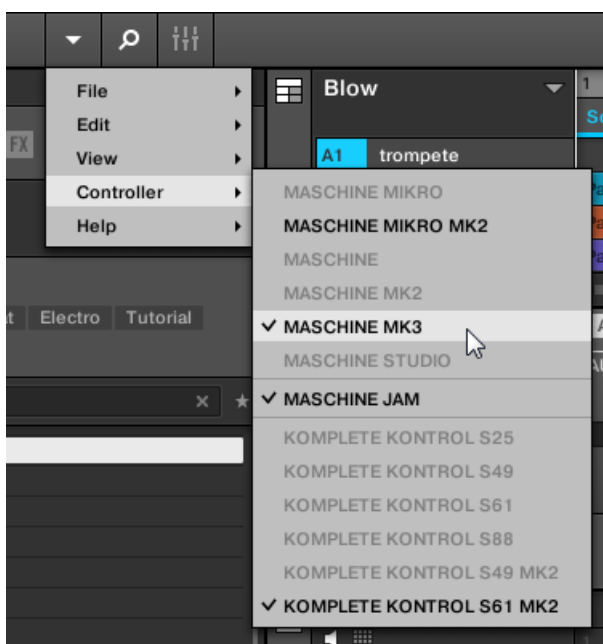 File
Edit
View
Controller
Help
FX
Electro
Tutorial
Blow
A1 trompete
1
MASCHINE MIKRO
MASCHINE MIKRO MK2
MASCHINE
MASCHINE MK2
MASCHINE MK3
MASCHINE STUDIO
MASCHINE JAM
KOMPLETE KONTROL S25
KOMPLETE KONTROL S49
KOMPLETE KONTROL S61
KOMPLETE KONTROL S88
KOMPLETE KONTROL S49 MK2
KOMPLETE KONTROL S61 MK2